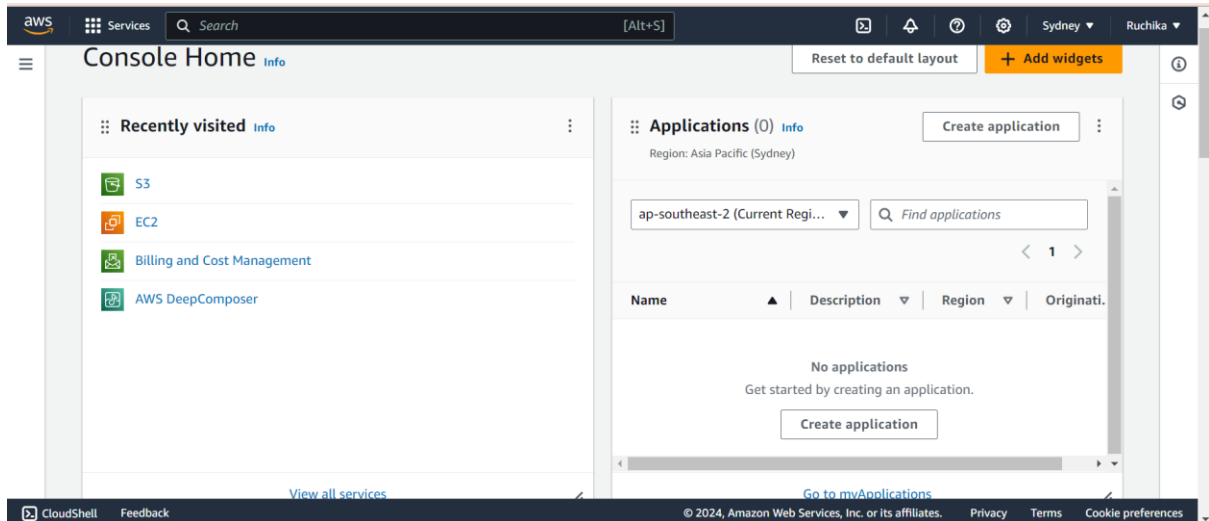 aws Services Search [Alt+S] Sydney Ruchika
Console Home Info
Reset to default layout
+ Add widgets
Recently visited Info
S3
EC2
Billing and Cost Management
AWS DeepComposer
View all services
Applications (0) Info
Create application
Region: Asia Pacific (Sydney)
ap-southeast-2 (Current Regi...
Find applications
1
Name Description Region Originati.
No applications
Get started by creating an application.
Create application
Go to myApplications
CloudShell Feedback © 2024, Amazon Web Services, Inc. or its affiliates. Privacy Terms Cookie preferences